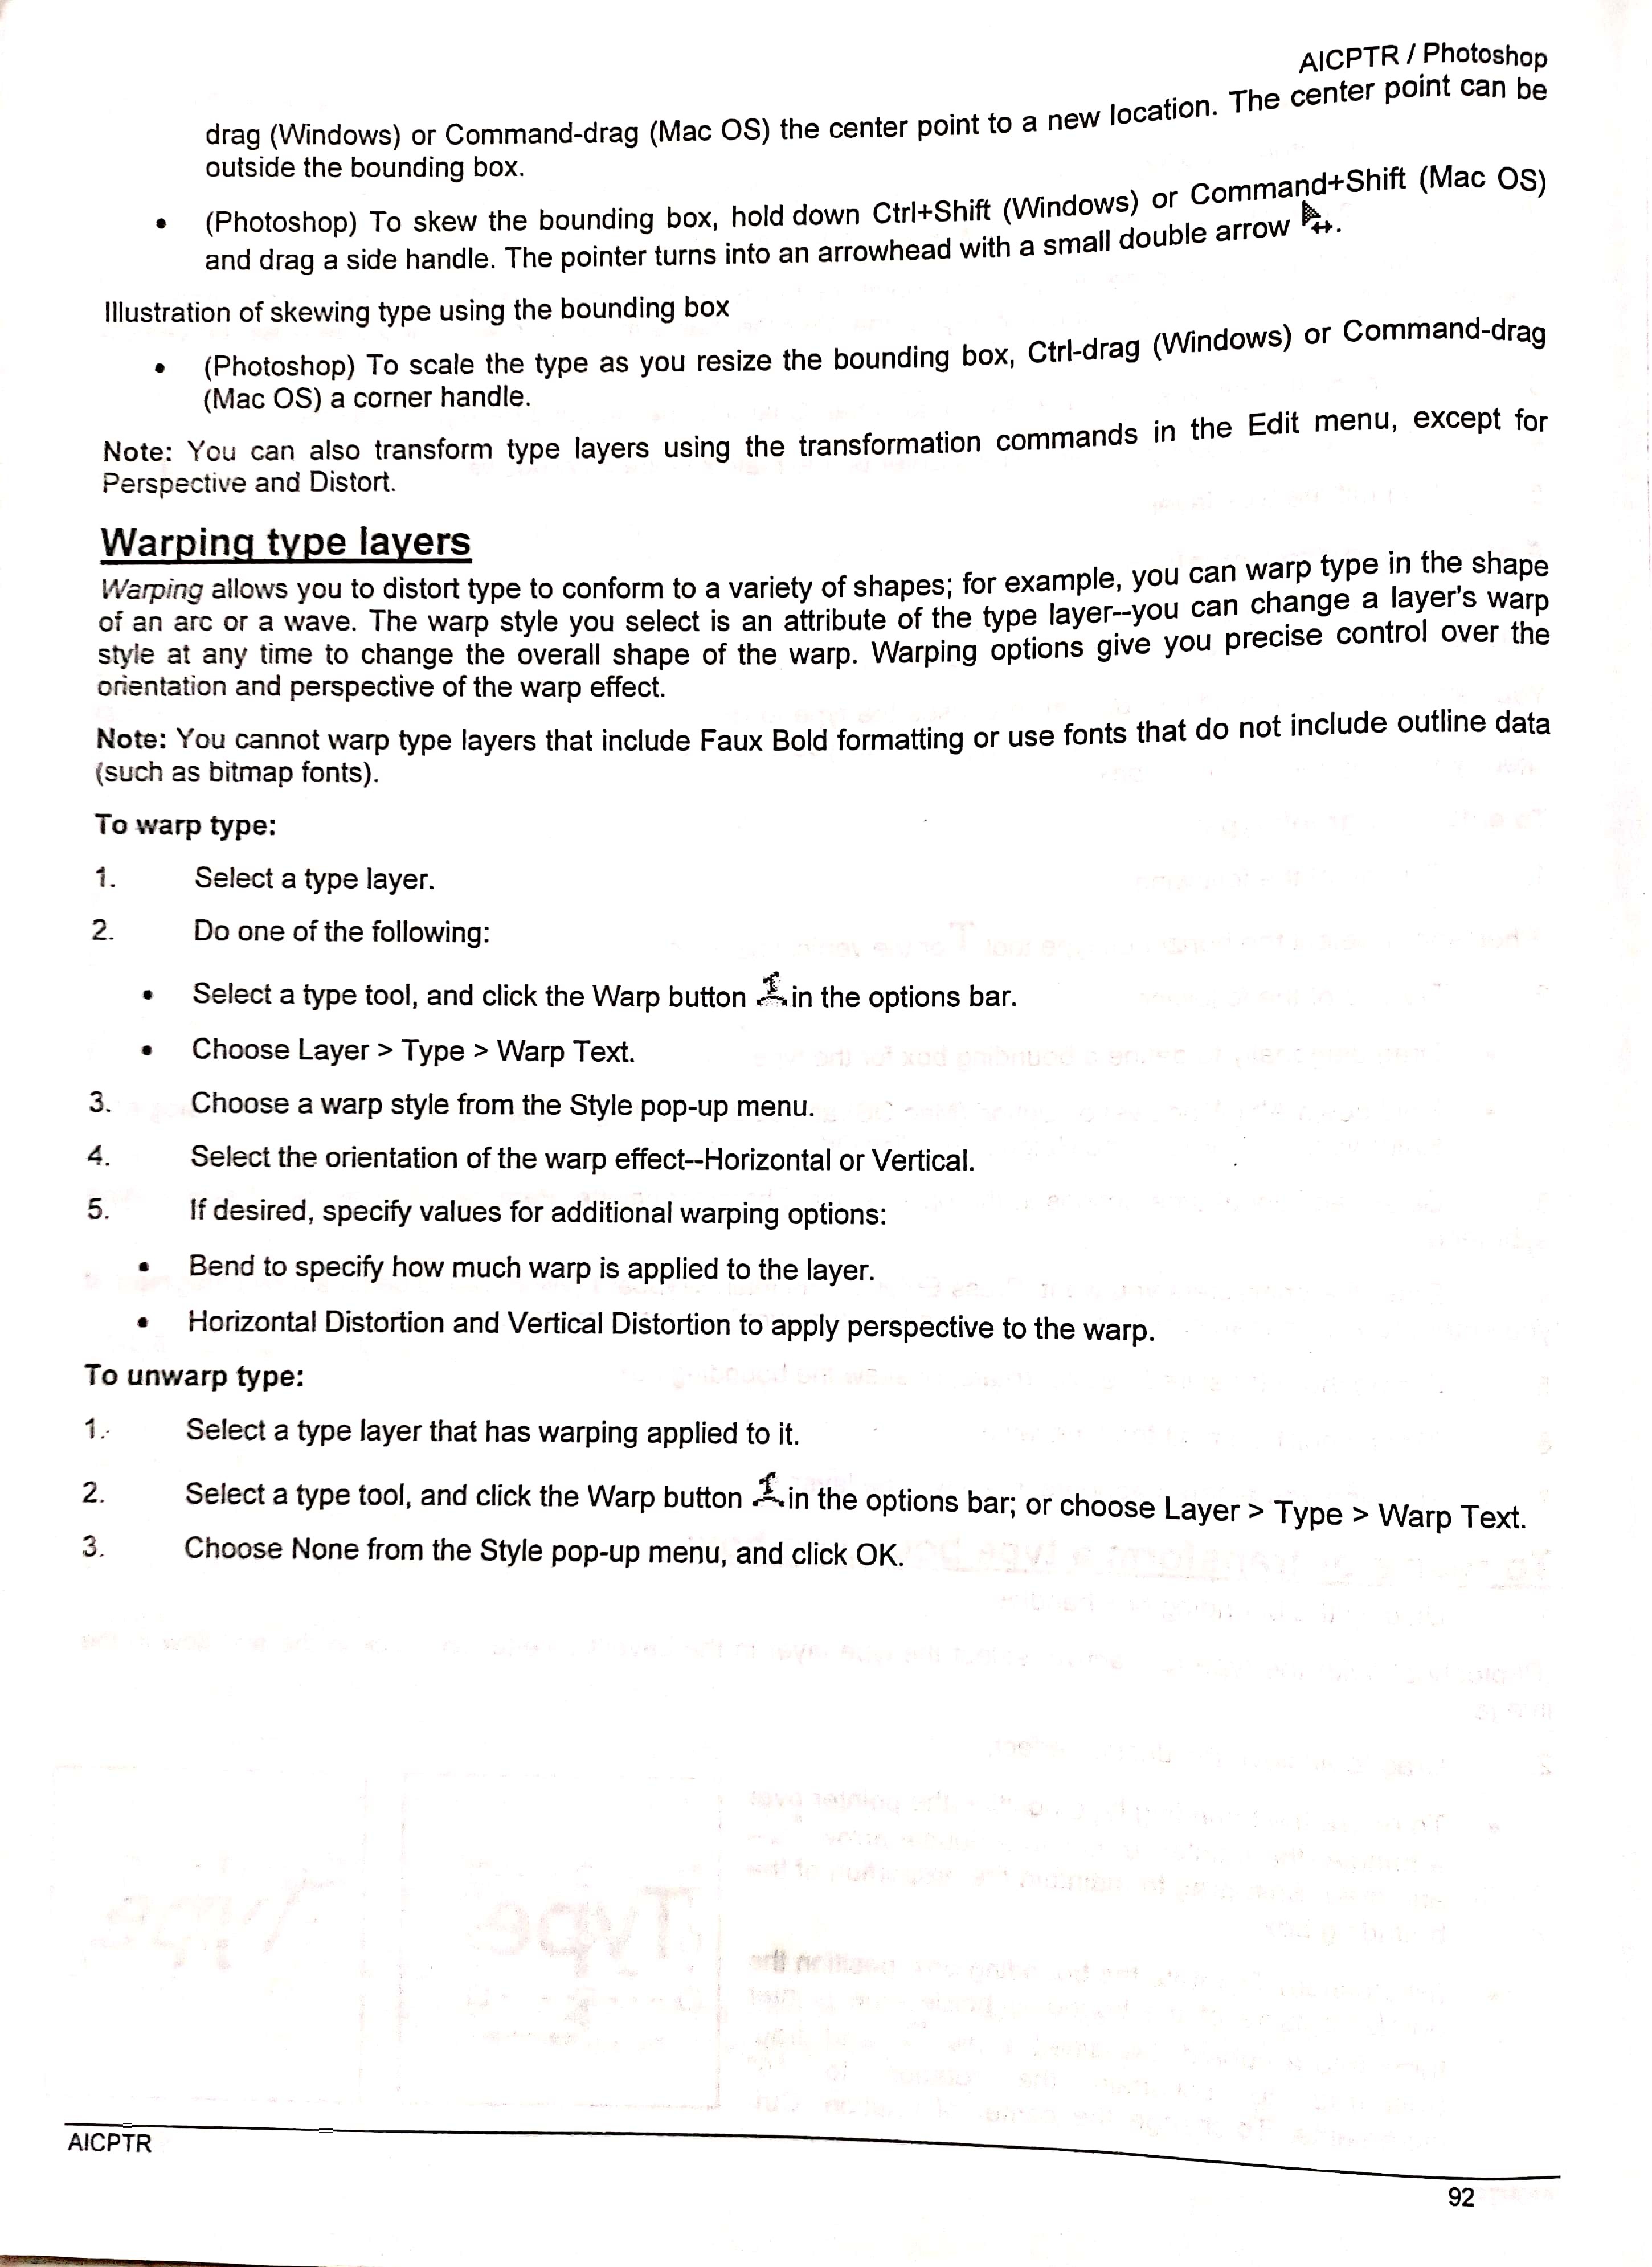 AICPTR / Photoshop
drag (Windows) or Command-drag (Mac OS) the center point to a new location. The center point can be
outside the bounding box.
• (Photoshop) To skew the bounding box, hold down Ctrl+Shift (Windows) or Command+Shift (Mac OS)
and drag a side handle. The pointer turns into an arrowhead with a small double arrow .
Illustration of skewing type using the bounding box
• (Photoshop) To scale the type as you resize the bounding box, Ctrl-drag (Windows) or Command-drag
(Mac OS) a corner handle.
Note: You can also transform type layers using the transformation commands in the Edit menu, except for
Perspective and Distort.
Warping type layers
Warping allows you to distort type to conform to a variety of shapes; for example, you can warp type in the shape
of an arc or a wave. The warp style you select is an attribute of the type layer--you can change a layer's warp
style at any time to change the overall shape of the warp. Warping options give you precise control over the
orientation and perspective of the warp effect.
Note: You cannot warp type layers that include Faux Bold formatting or use fonts that do not include outline data
(such as bitmap fonts).
To warp type:
1. Select a type layer.
2. Do one of the following:
• Select a type tool, and click the Warp button in the options bar.
• Choose Layer > Type > Warp Text.
3. Choose a warp style from the Style pop-up menu.
4. Select the orientation of the warp effect--Horizontal or Vertical.
5. If desired, specify values for additional warping options:
• Bend to specify how much warp is applied to the layer.
• Horizontal Distortion and Vertical Distortion to apply perspective to the warp.
To unwarp type:
1. Select a type layer that has warping applied to it.
2. Select a type tool, and click the Warp button in the options bar; or choose Layer > Type > Warp Text.
3. Choose None from the Style pop-up menu, and click OK.
AICPTR
92